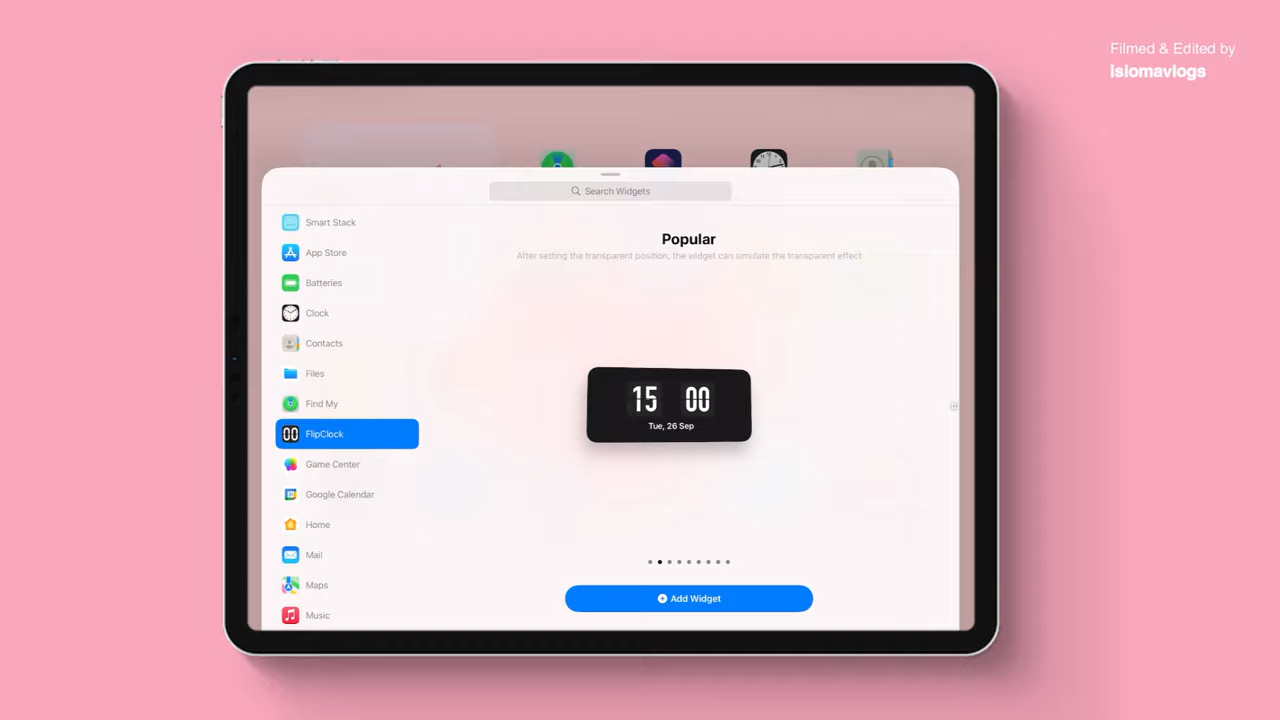 Filmed & Edited by
isiomavlogs
Search Widgets
Smart Stack
App Store
Batteries
Clock
Contacts
Files
Find My
FlipClock
Game Center
Google Calendar
Home
Mail
Maps
Music
Popular
After setting the transparent position, the widget can simulate the transparent effect
15 00
Tue, 26 Sep
Add Widget